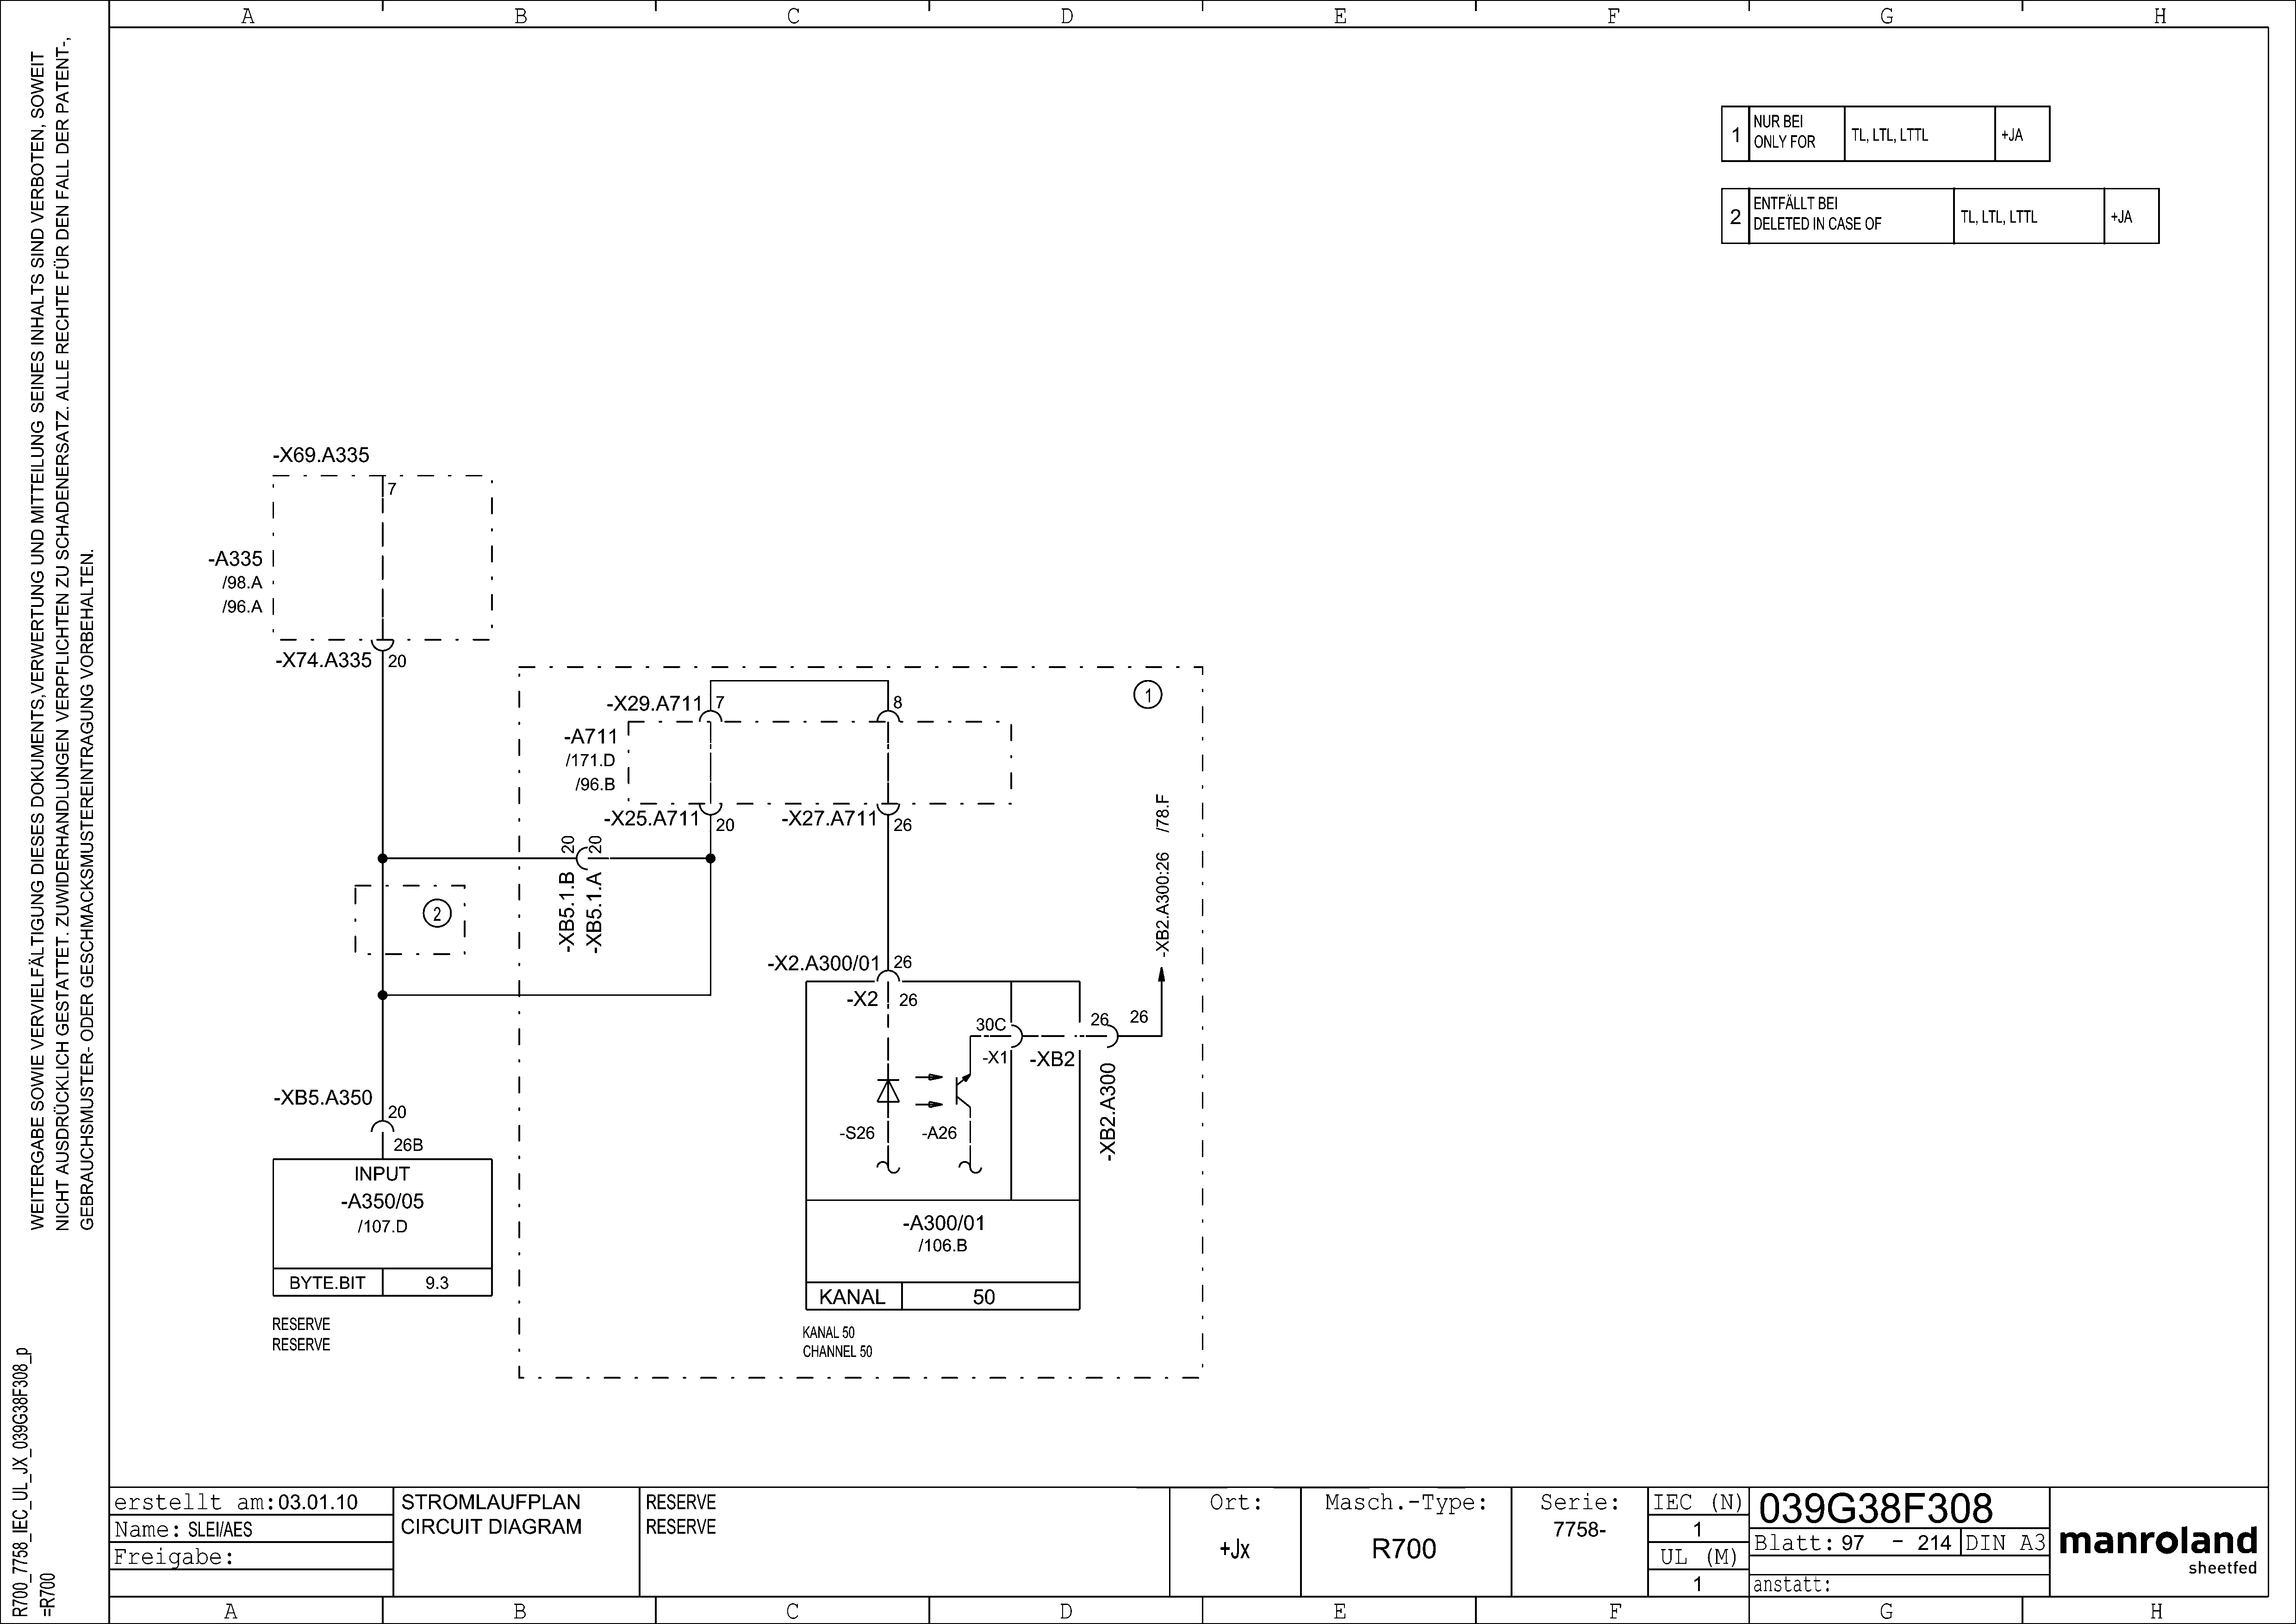 A B C D E F G H
WEITERGABE SOWIE VERVIELFÄLTIGUNG DIESES DOKUMENTS,VERWERTUNG UND MITTEILUNG SEINES INHALTS SIND VERBOTEN, SOWEIT
NICHT AUSDRÜCKLICH GESTATTET. ZUWIDERHANDLUNGEN VERPFLICHTEN ZU SCHADENERSATZ. ALLE RECHTE FÜR DEN FALL DER PATENT-,
GEBRAUCHSMUSTER- ODER GESCHMACKSMUSTEREINTRAGUNG VORBEHALTEN.
R700_7758_IEC_UL_JX_039G38F308_p
=R700
1 NUR BEI
ONLY FOR
TL, LTL, LTTL
+JA
2 ENTFÄLLT BEI
DELETED IN CASE OF
TL, LTL, LTTL
+JA
-X69.A335
7
-A335
/98.A
/96.A
-X74.A335 20
1
-X29.A711 7
8
-A711
/171.D
/96.B
-X25.A711 20
-X27.A711 26
20
20
-XB5.1.B
-XB5.1.A
2
-XB2.A300:26 /78.F
-X2.A300/01 26
-X2 26
30C
-X1
-XB2
26
26
-XB2.A300
-S26
-A26
-XB5.A350
20
26B
INPUT
-A350/05
/107.D
BYTE.BIT 9.3
RESERVE
RESERVE
-A300/01
/106.B
KANAL 50
KANAL 50
CHANNEL 50
erstellt am: 03.01.10
Name: SLEI/AES
Freigabe:
STROMLAUFPLAN
CIRCUIT DIAGRAM
RESERVE
RESERVE
Ort:
+Jx
Masch.-Type:
R700
Serie:
7758-
IEC (N)
1
UL (M)
1
039G38F308
Blatt: 97 - 214 DIN A3
anstatt:
manroland
sheetfed
A B C D E F G H